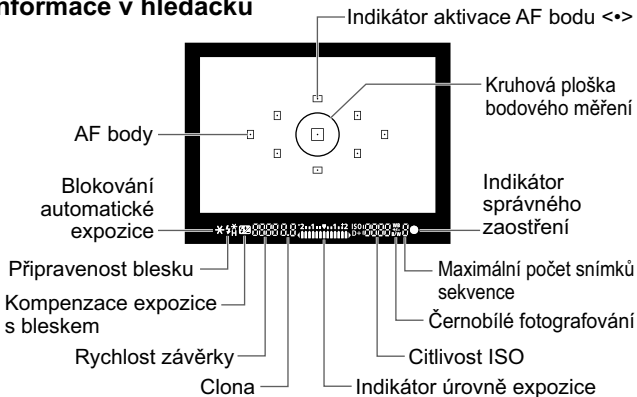 nformace v hledáčku
Indikátor aktivace AF bodu <•>
Kruhová ploška
bodového měření
AF body
Blokování
automatické
expozice
Indikátor
správného
zaostření
Připravenost blesku
Maximální počet snímků
sekvence
Kompenzace expozice
s bleskem
Černobílé fotografování
Rychlost závěrky
Citlivost ISO
Clona
Indikátor úrovně expozice